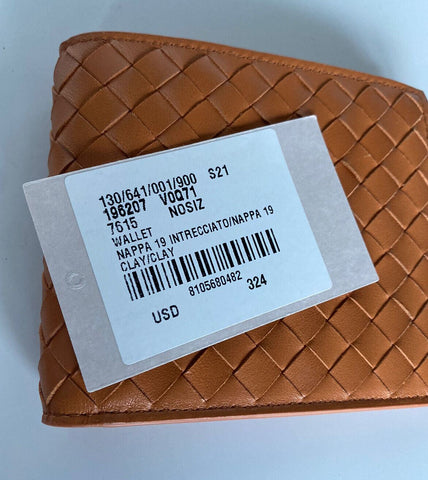 130/641/001/900 S21
196207 V0Q71
7615 NOSIZ
WALLET
NAPPA 19 INTRECCIATO/NAPPA 19
CLAY/CLAY
8105680482
USD 324